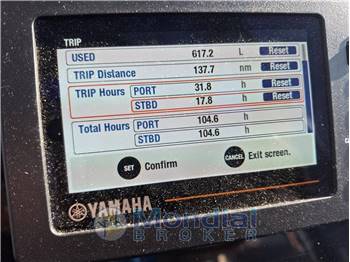 TRIP
USED 617.2 L Reset
TRIP Distance 137.7 nm Reset
TRIP Hours PORT 31.8 h Reset
STBD 17.8 h Reset
Total Hours PORT 104.6 h
STBD 104.6 h
SET Confirm CANCEL Exit screen.
YAMAHA
Mondial
BROKER